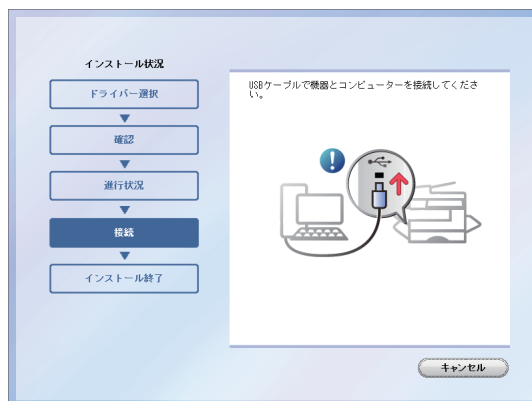 インストール状況
ドライバー選択
確認
進行状況
接続
インストール終了
USBケーブルで機器とコンピューターを接続してくださ
い。
キャンセル